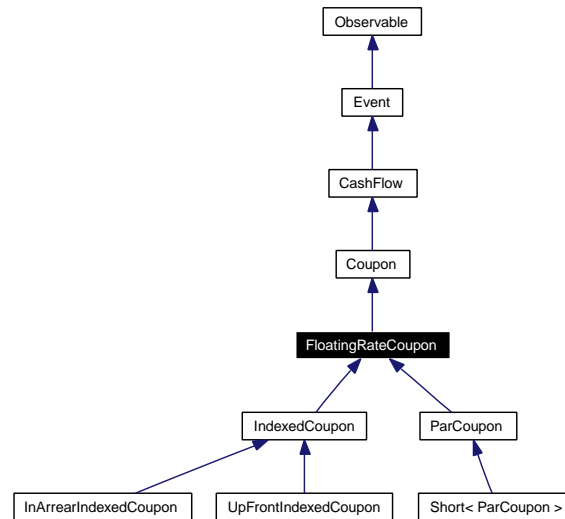 Observable
Event
CashFlow
Coupon
FloatingRateCoupon
IndexedCoupon
ParCoupon
InArrearIndexedCoupon
UpFrontIndexedCoupon
Short< ParCoupon >